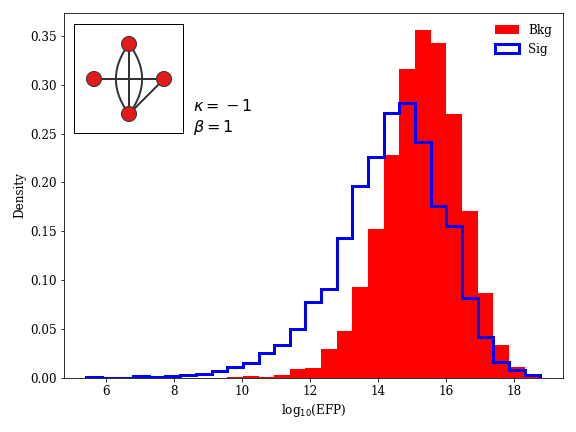 Bkg
Sig
κ = −1
β = 1
Density
0.35
0.30
0.25
0.20
0.15
0.10
0.05
0.00
6 8 10 12 14 16 18
log₁₀(EFP)